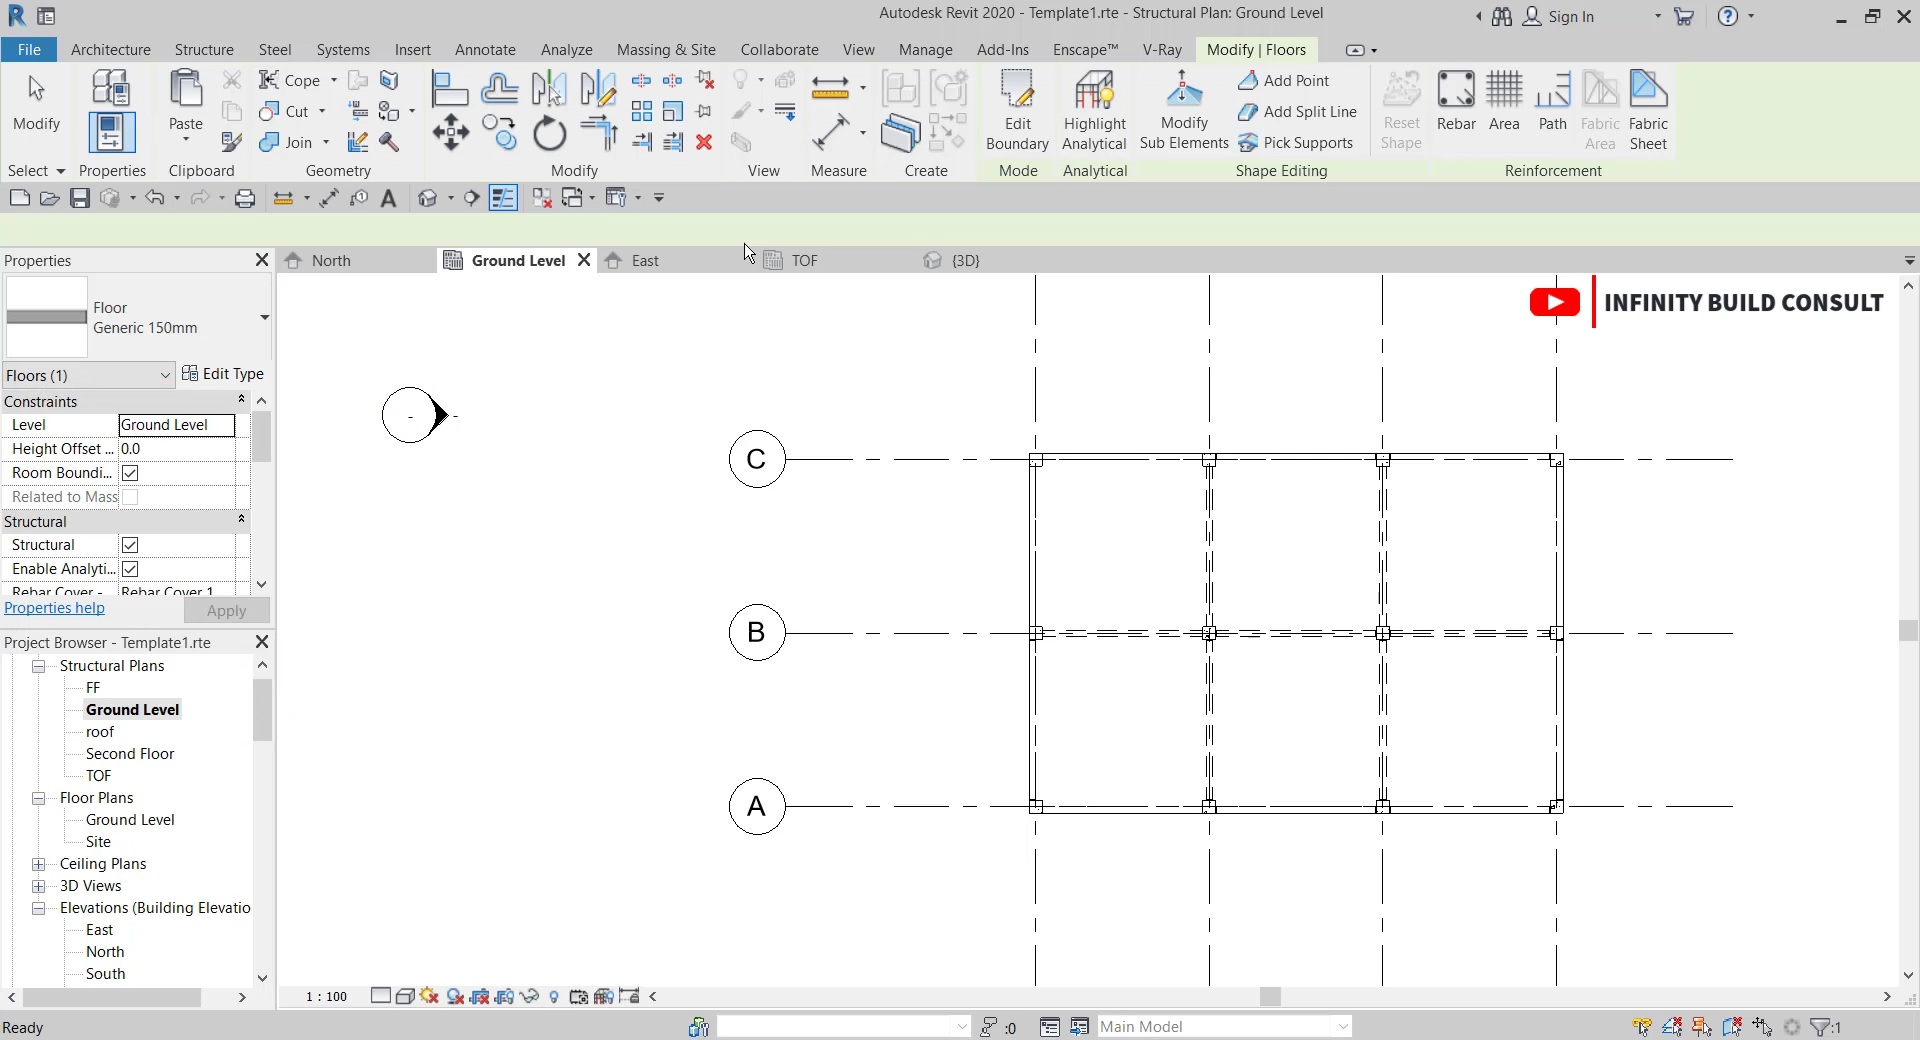 Autodesk Revit 2020 - Template1.rte - Structural Plan: Ground Level
Sign In
File Architecture Structure Steel Systems Insert Annotate Analyze Massing & Site Collaborate View Manage Add-Ins Enscape™ V-Ray Modify | Floors
Modify
Paste
Cope
Cut
Join
Edit Boundary
Highlight Analytical
Modify Sub Elements
Add Point
Add Split Line
Pick Supports
Reset Shape
Rebar
Area
Path
Fabric Area
Fabric Sheet
Select Properties Clipboard Geometry Modify View Measure Create Mode Analytical Shape Editing Reinforcement
Properties
North Ground Level East TOF {3D}
Floor
Generic 150mm
Floors (1)
Edit Type
Constraints
Level Ground Level
Height Offset ... 0.0
Room Boundi...
Related to Mass
Structural
Structural
Enable Analyti...
Rebar Cover - Rebar Cover 1
Properties help
Apply
Project Browser - Template1.rte
Structural Plans
FF
Ground Level
roof
Second Floor
TOF
Floor Plans
Ground Level
Site
Ceiling Plans
3D Views
Elevations (Building Elevatio
East
North
South
INFINITY BUILD CONSULT
C
B
A
1 : 100
Ready
:0
Main Model
:1